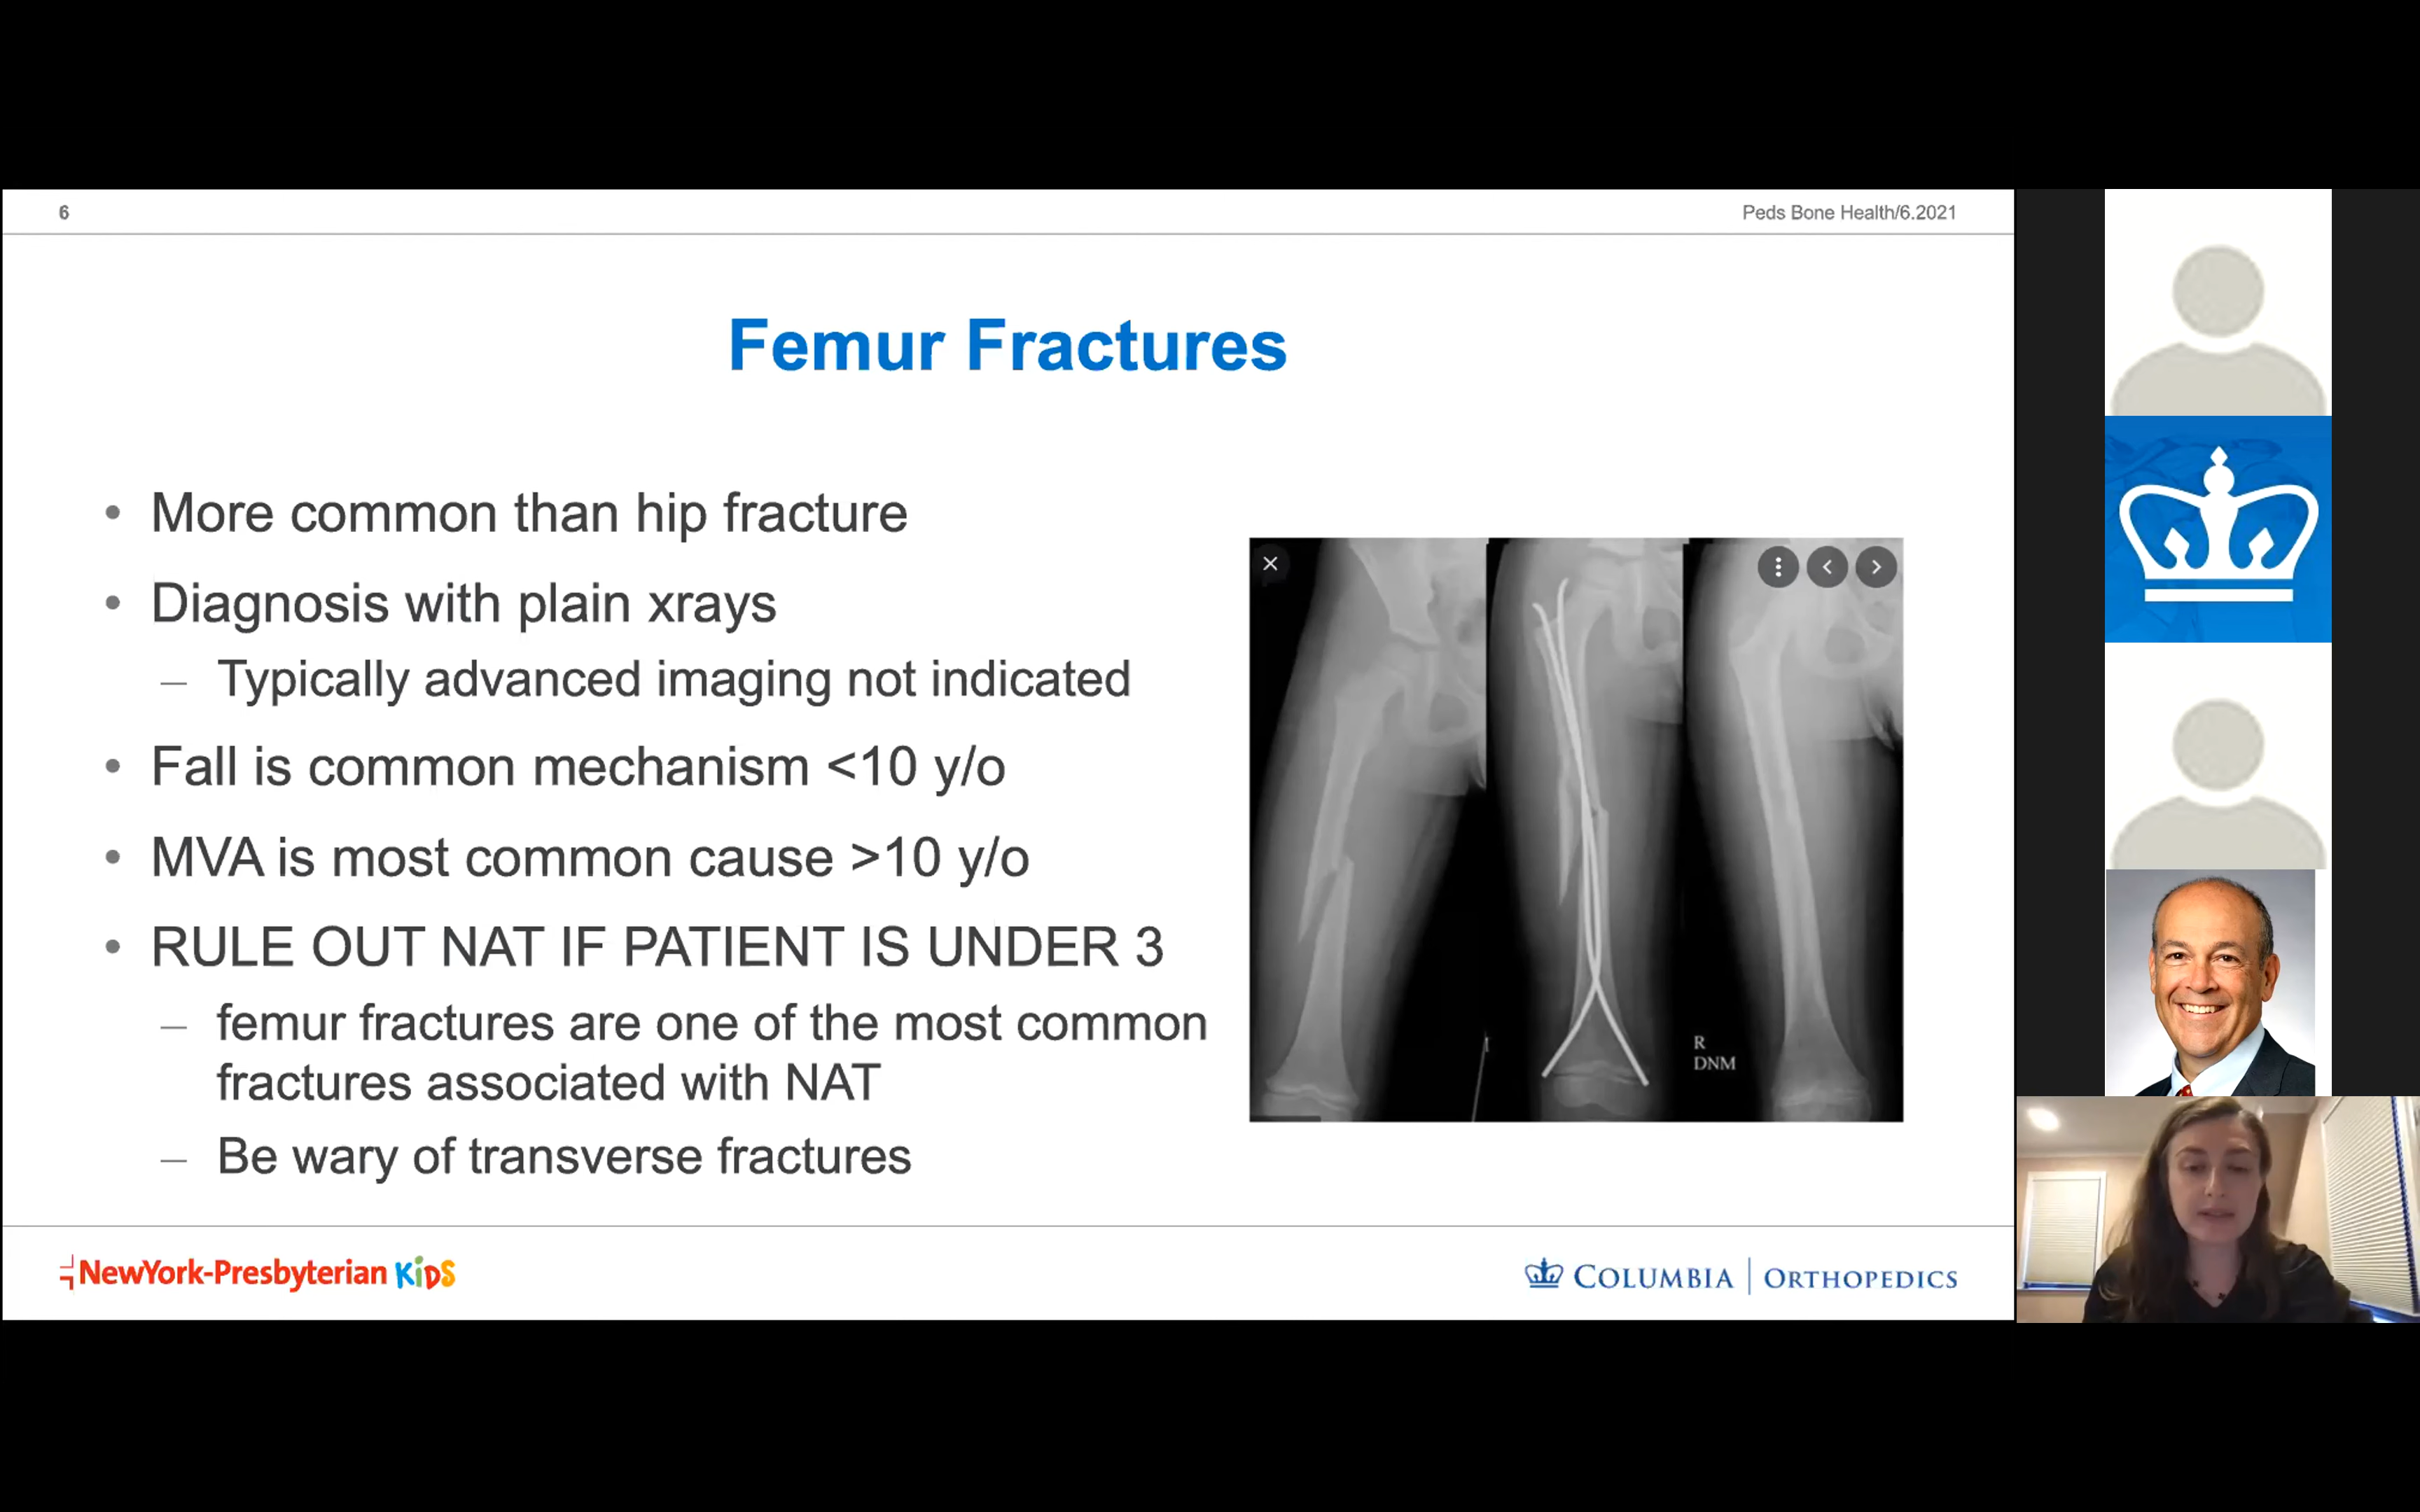 6
Peds Bone Health/6.2021
Femur Fractures
• More common than hip fracture
• Diagnosis with plain xrays
– Typically advanced imaging not indicated
• Fall is common mechanism <10 y/o
• MVA is most common cause >10 y/o
• RULE OUT NAT IF PATIENT IS UNDER 3
– femur fractures are one of the most common
fractures associated with NAT
– Be wary of transverse fractures
R
DNM
NewYork-Presbyterian KiDS
COLUMBIA | ORTHOPEDICS